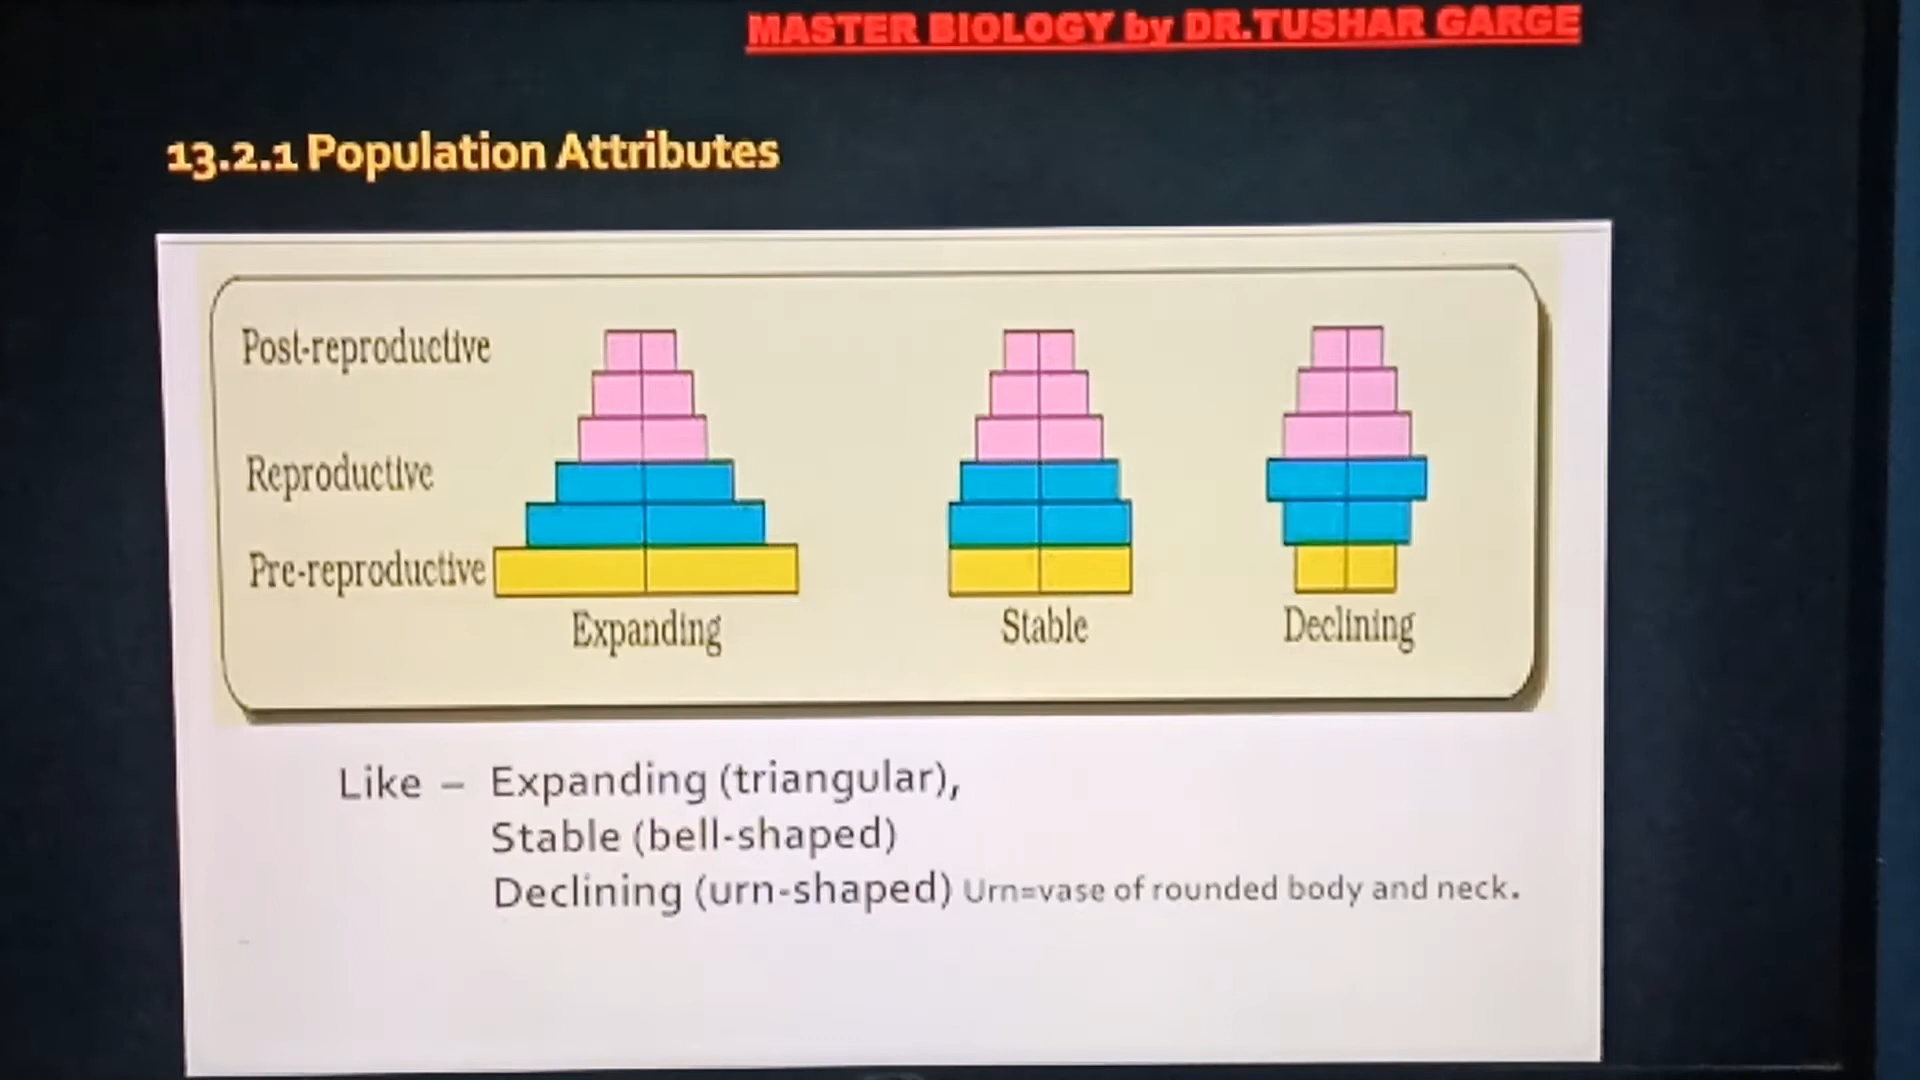 MASTER BIOLOGY by DR.TUSHAR GARGE
13.2.1 Population Attributes
Post-reproductive
Reproductive
Pre-reproductive
Expanding Stable Declining
Like – Expanding (triangular),
Stable (bell-shaped)
Declining (urn-shaped) Urn=vase of rounded body and neck.